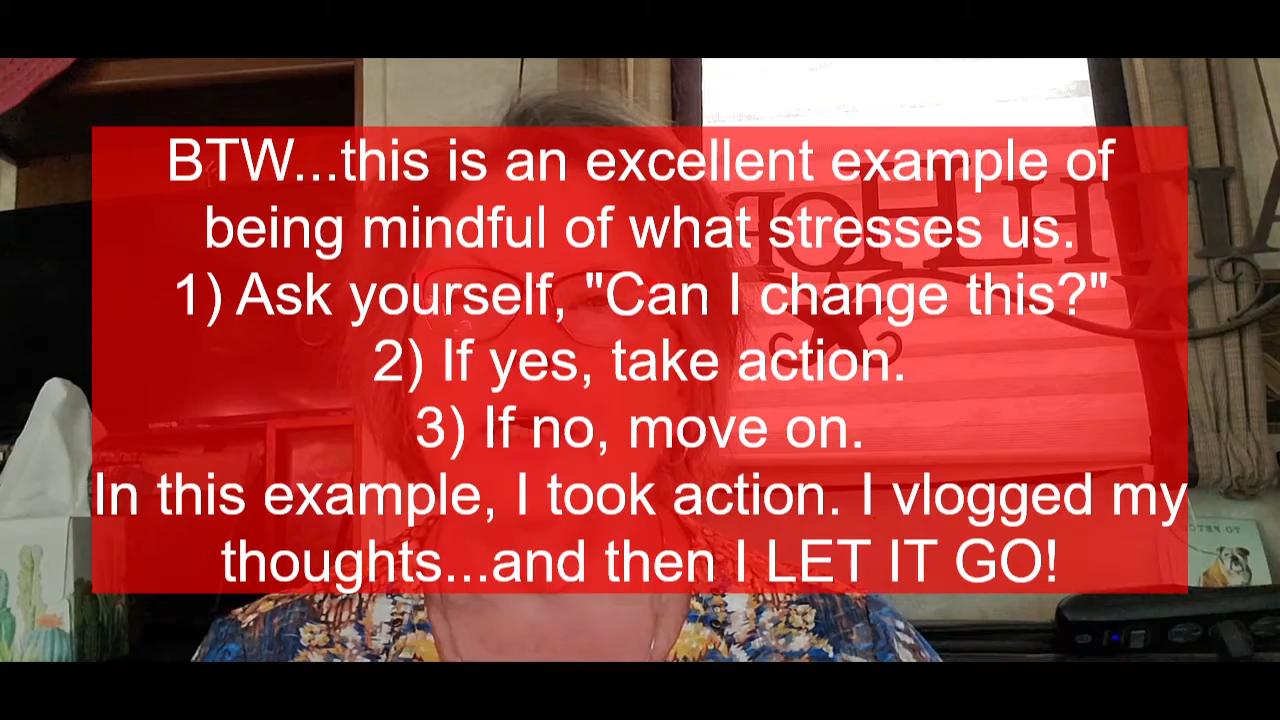 BTW...this is an excellent example of
being mindful of what stresses us.
1) Ask yourself, "Can I change this?"
2) If yes, take action.
3) If no, move on.
In this example, I took action. I vlogged my
thoughts...and then I LET IT GO!